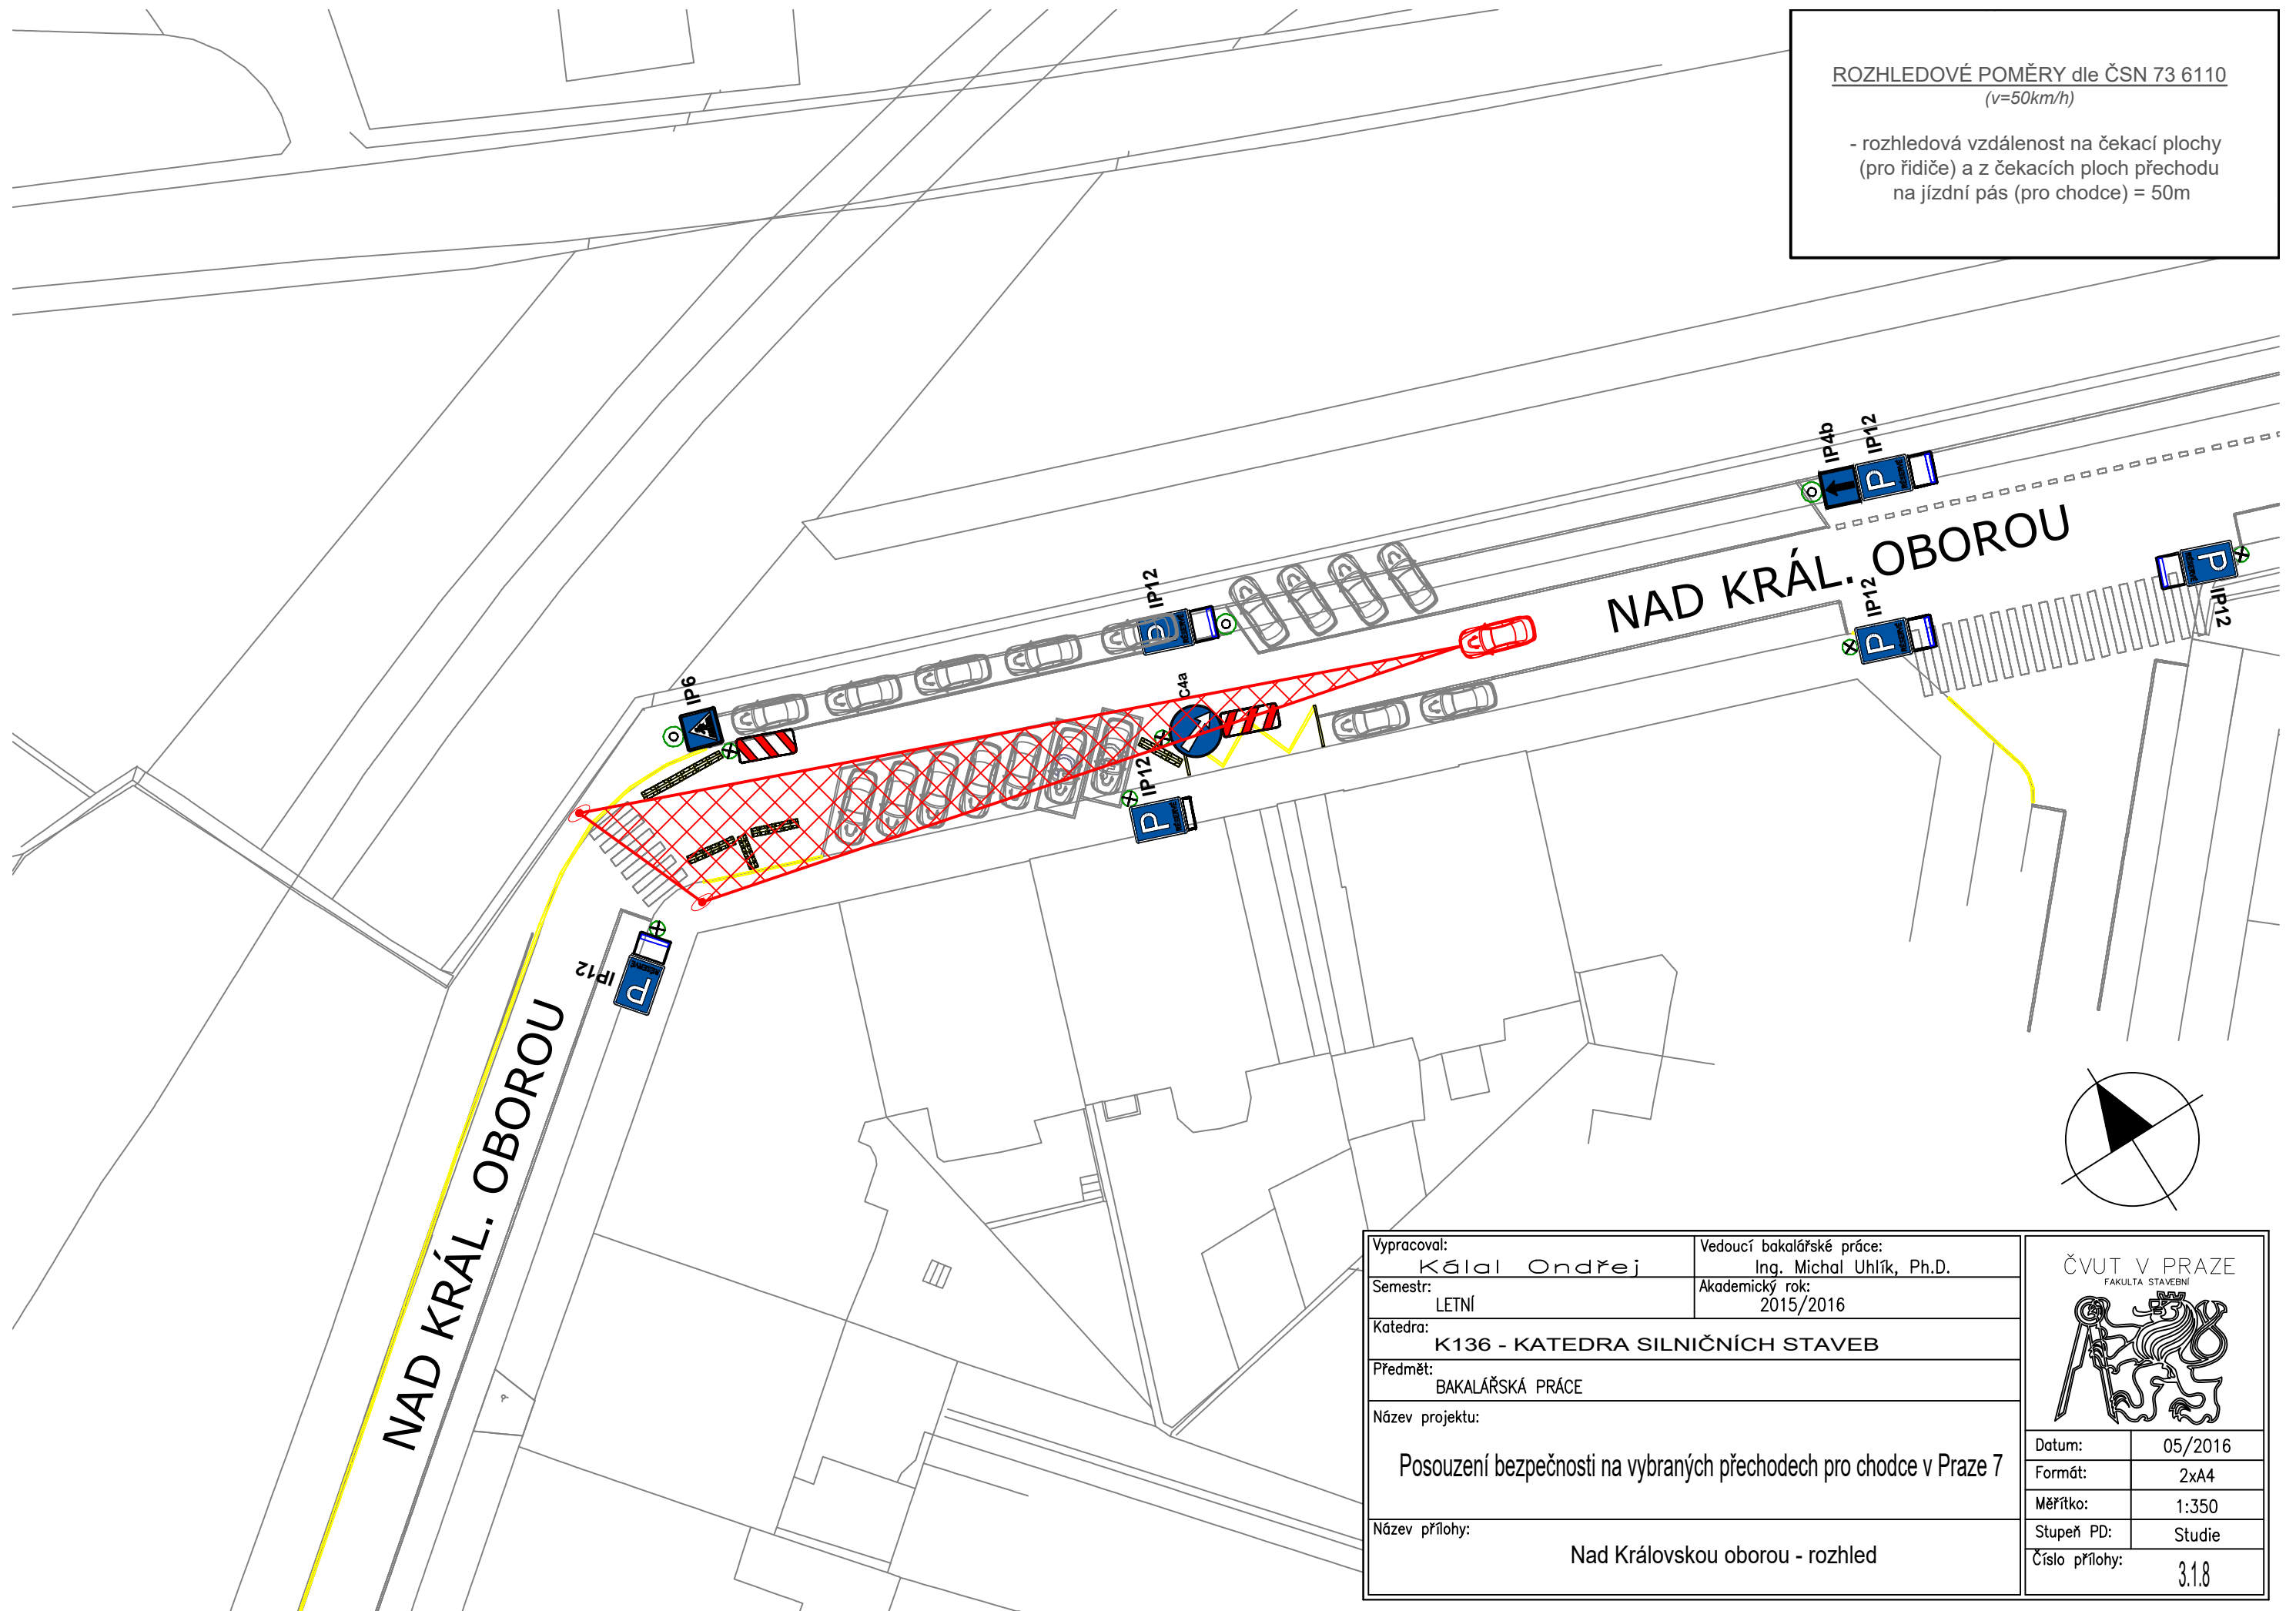 ROZHLEDOVÉ POMĚRY dle ČSN 73 6110
(v=50km/h)
- rozhledová vzdálenost na čekací plochy
(pro řidiče) a z čekacích ploch přechodu
na jízdní pás (pro chodce) = 50m
IP4b
IP12
P
NAD KRÁL. OBOROU
IP12
P
IP12
P
IP12
P
IP6
C4a
IP12
P
IP12
P
NAD KRÁL. OBOROU
Vypracoval:
Kálal Ondřej
Vedoucí bakalářské práce:
Ing. Michal Uhlík, Ph.D.
Semestr:
LETNÍ
Akademický rok:
2015/2016
Katedra:
K136 - KATEDRA SILNIČNÍCH STAVEB
Předmět:
BAKALÁŘSKÁ PRÁCE
Název projektu:
Posouzení bezpečnosti na vybraných přechodech pro chodce v Praze 7
Název přílohy:
Nad Královskou oborou - rozhled
ČVUT V PRAZE
FAKULTA STAVEBNÍ
Datum:
05/2016
Formát:
2xA4
Měřítko:
1:350
Stupeň PD:
Studie
Číslo přílohy:
3.1.8